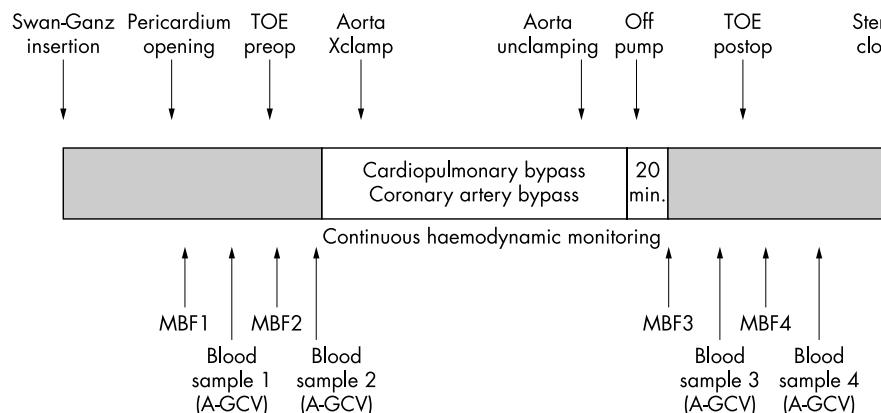 Swan-Ganz
insertion
Pericardium
opening
TOE
preop
Aorta
Xclamp
Aorta
unclamping
Off
pump
TOE
postop
Cardiopulmonary bypass
Coronary artery bypass
20
min.
Continuous haemodynamic monitoring
MBF1
Blood
sample 1
(A-GCV)
MBF2
Blood
sample 2
(A-GCV)
MBF3
Blood
sample 3
(A-GCV)
MBF4
Blood
sample 4
(A-GCV)